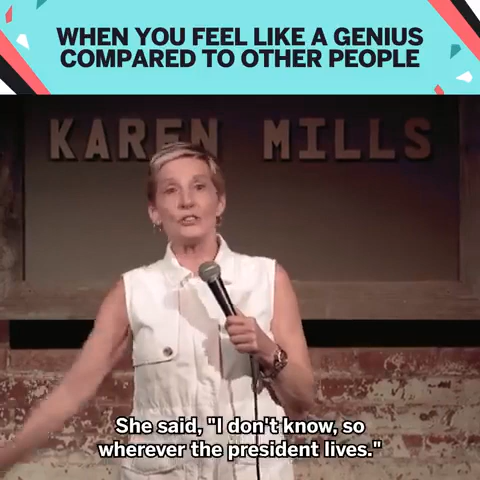 WHEN YOU FEEL LIKE A GENIUS
COMPARED TO OTHER PEOPLE
KAREN MILLS
She said, "I don't know, so
wherever the president lives."